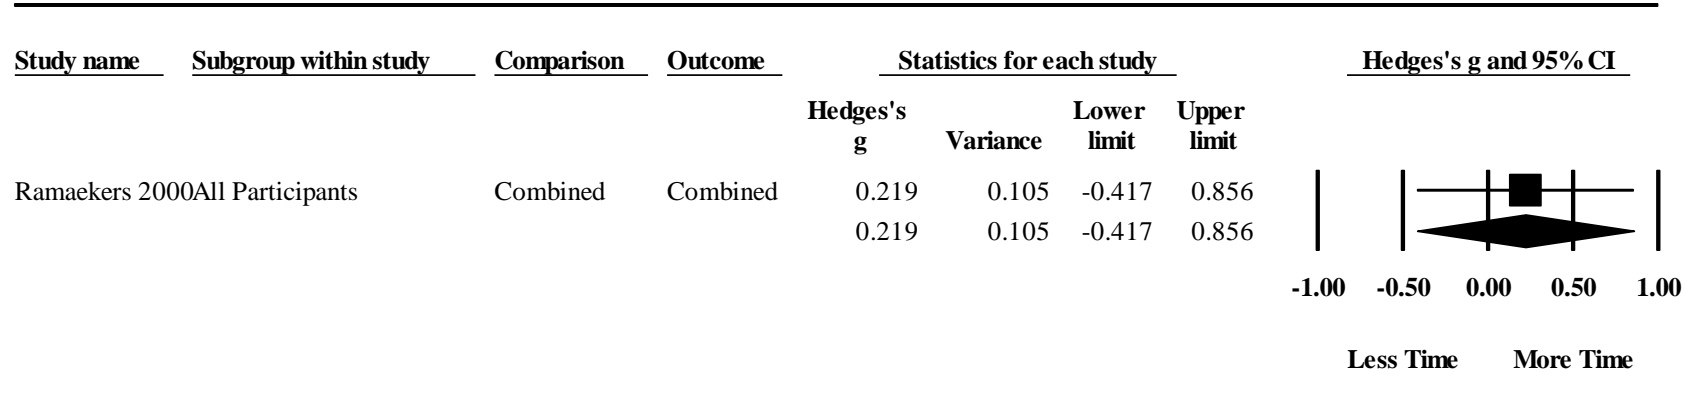 Study name Subgroup within study Comparison Outcome Statistics for each study Hedges's g and 95% CI
Hedges's Lower Upper
g Variance limit limit
Ramaekers 2000All Participants Combined Combined 0.219 0.105 -0.417 0.856
0.219 0.105 -0.417 0.856
-1.00 -0.50 0.00 0.50 1.00
Less Time More Time